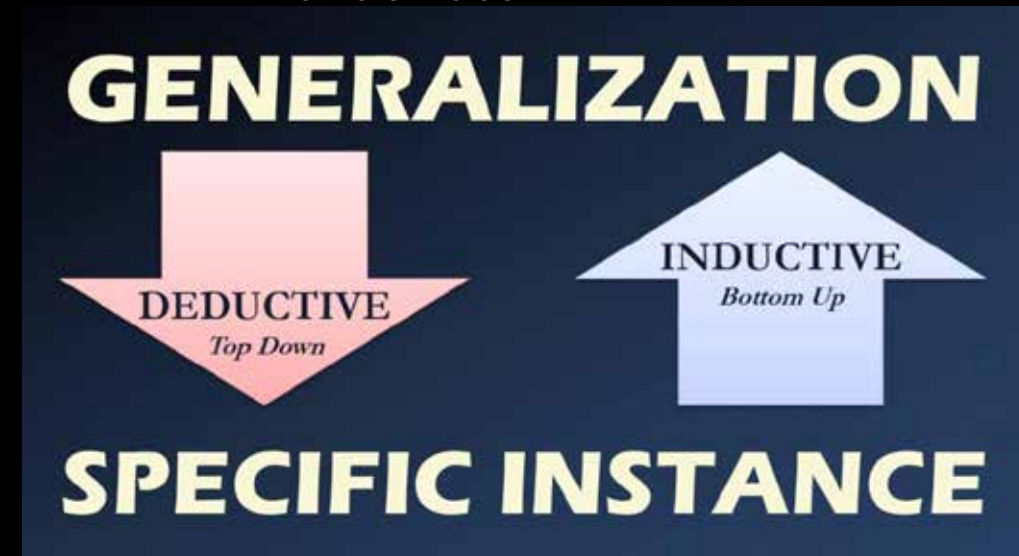 GENERALIZATION
DEDUCTIVE
Top Down
INDUCTIVE
Bottom Up
SPECIFIC INSTANCE